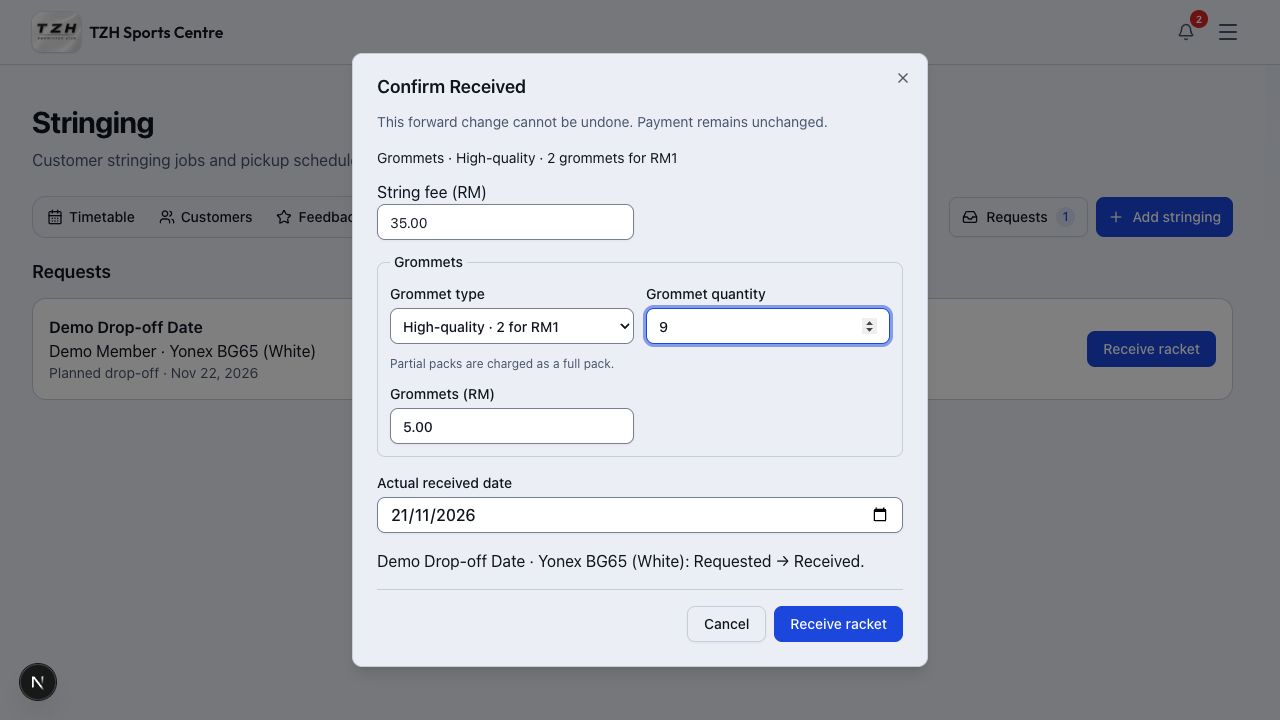 TZH
TZH Sports Centre
2
Stringing
Customer stringing jobs and pickup schedul
Timetable
Customers
Feedbac
Requests 1
+ Add stringing
Requests
Demo Drop-off Date
Demo Member · Yonex BG65 (White)
Planned drop-off · Nov 22, 2026
Receive racket
Confirm Received
This forward change cannot be undone. Payment remains unchanged.
Grommets · High-quality · 2 grommets for RM1
String fee (RM)
35.00
Grommets
Grommet type
Grommet quantity
High-quality · 2 for RM1
9
Partial packs are charged as a full pack.
Grommets (RM)
5.00
Actual received date
21/11/2026
Demo Drop-off Date · Yonex BG65 (White): Requested → Received.
Cancel
Receive racket
N